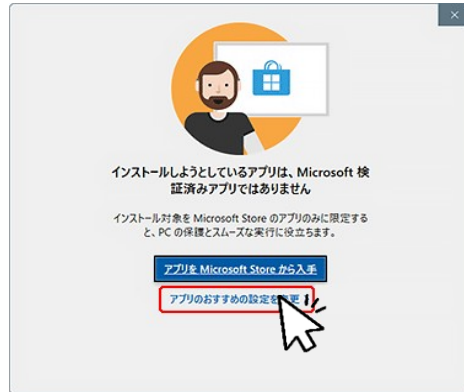 インストールしようとしているアプリは、Microsoft 検
証済みアプリではありません
インストール対象を Microsoft Store のアプリのみに限定する
と、PC の保護とスムーズな実行に役立ちます。
アプリを Microsoft Store から入手
アプリのおすすめの設定を変更